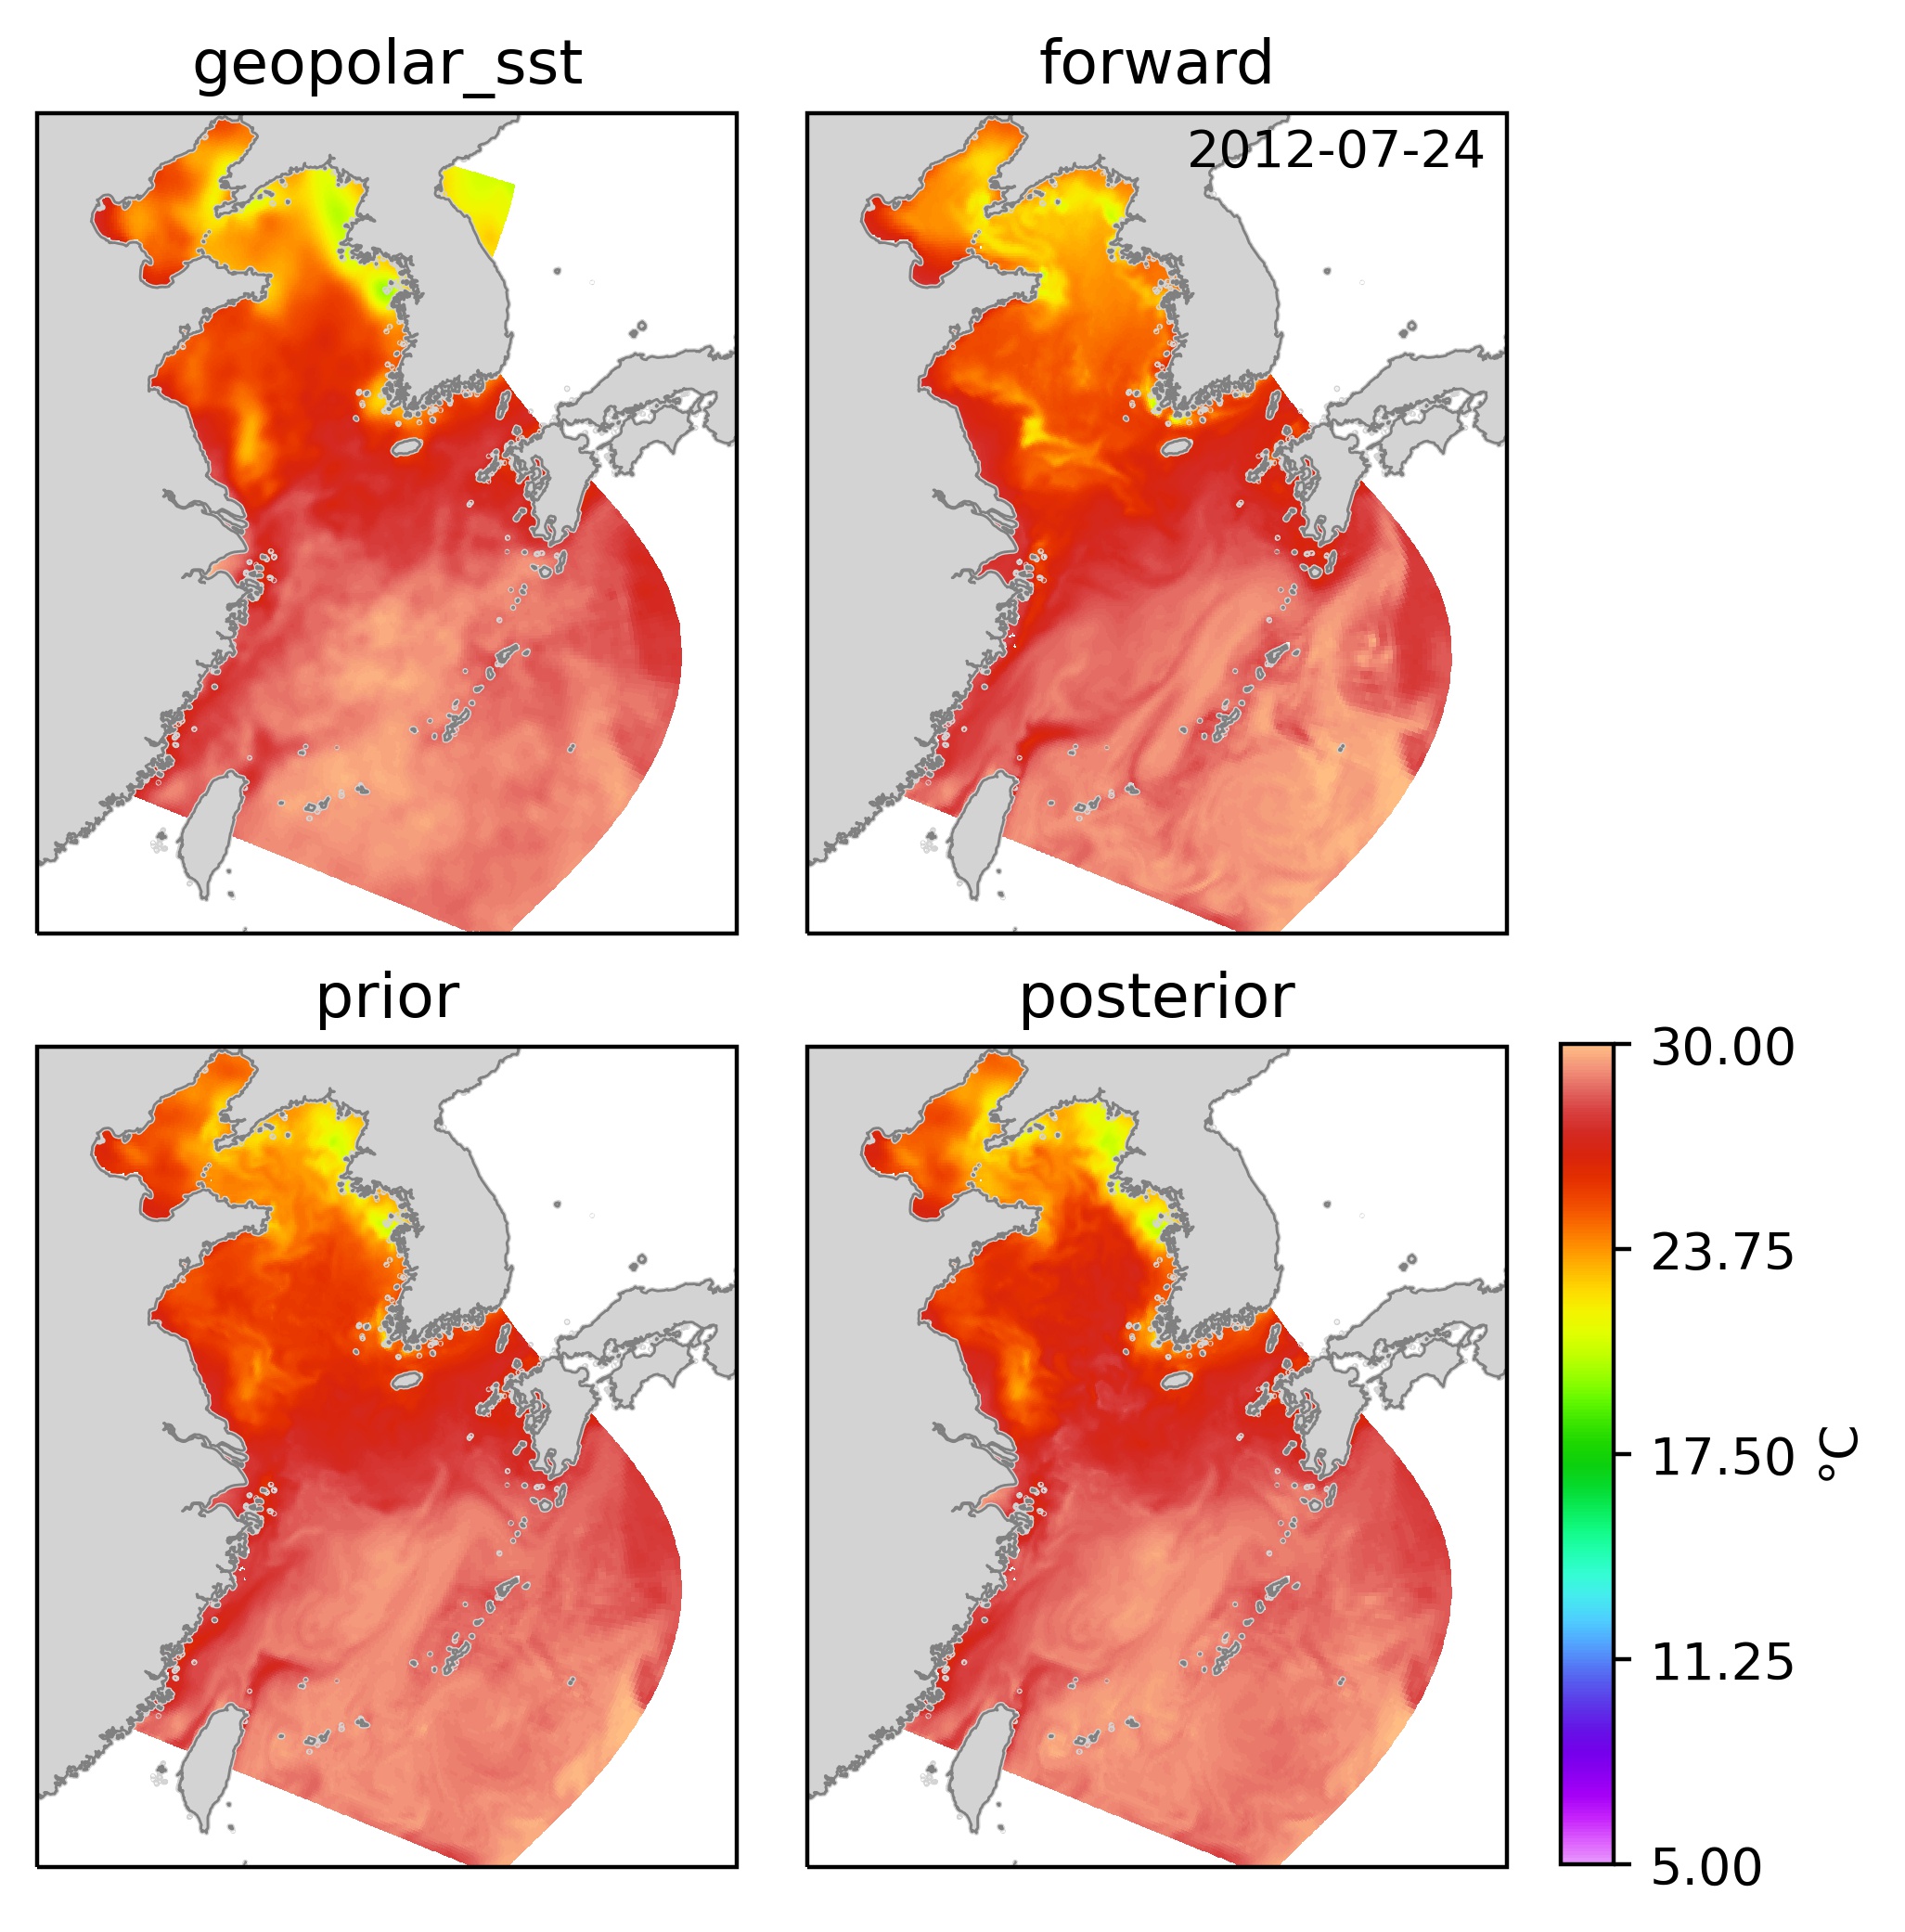 geopolar_sst
forward
2012-07-24
prior
posterior
30.00
23.75
17.50
11.25
5.00
°C